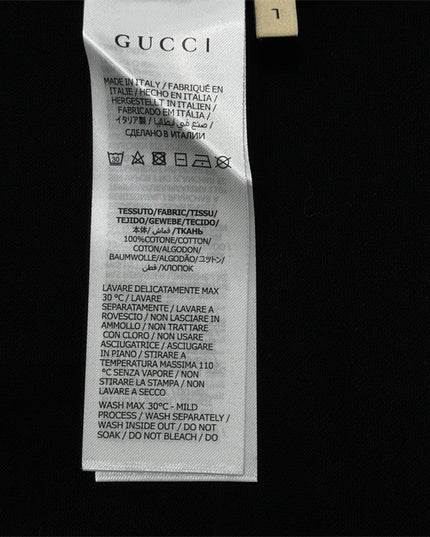 GUCCI
L
MADE IN ITALY / FABRIQUÉ EN
ITALIE / HECHO EN ITALIA /
HERGESTELLT IN ITALIEN /
FABRICADO EM ITÁLIA /
イタリア製 / صنع في إيطاليا /
СДЕЛАНО В ИТАЛИИ
30
TESSUTO/FABRIC/TISSU/
TEJIDO/GEWEBE/TECIDO/
本体/ قماش /ТКАНЬ
100%COTONE/COTTON/
COTON/ALGODON/
BAUMWOLLE/ALGODÃO/コットン/
قطن /ХЛОПОК
LAVARE DELICATAMENTE MAX
30 °C / LAVARE
SEPARATAMENTE / LAVARE A
ROVESCIO / NON LASCIARE IN
AMMOLLO / NON TRATTARE
CON CLORO / NON USARE
ASCIUGATRICE / ASCIUGARE
IN PIANO / STIRARE A
TEMPERATURA MASSIMA 110
°C SENZA VAPORE / NON
STIRARE LA STAMPA / NON
LAVARE A SECCO
WASH MAX 30°C - MILD
PROCESS / WASH SEPARATELY /
WASH INSIDE OUT / DO NOT
SOAK / DO NOT BLEACH / DO